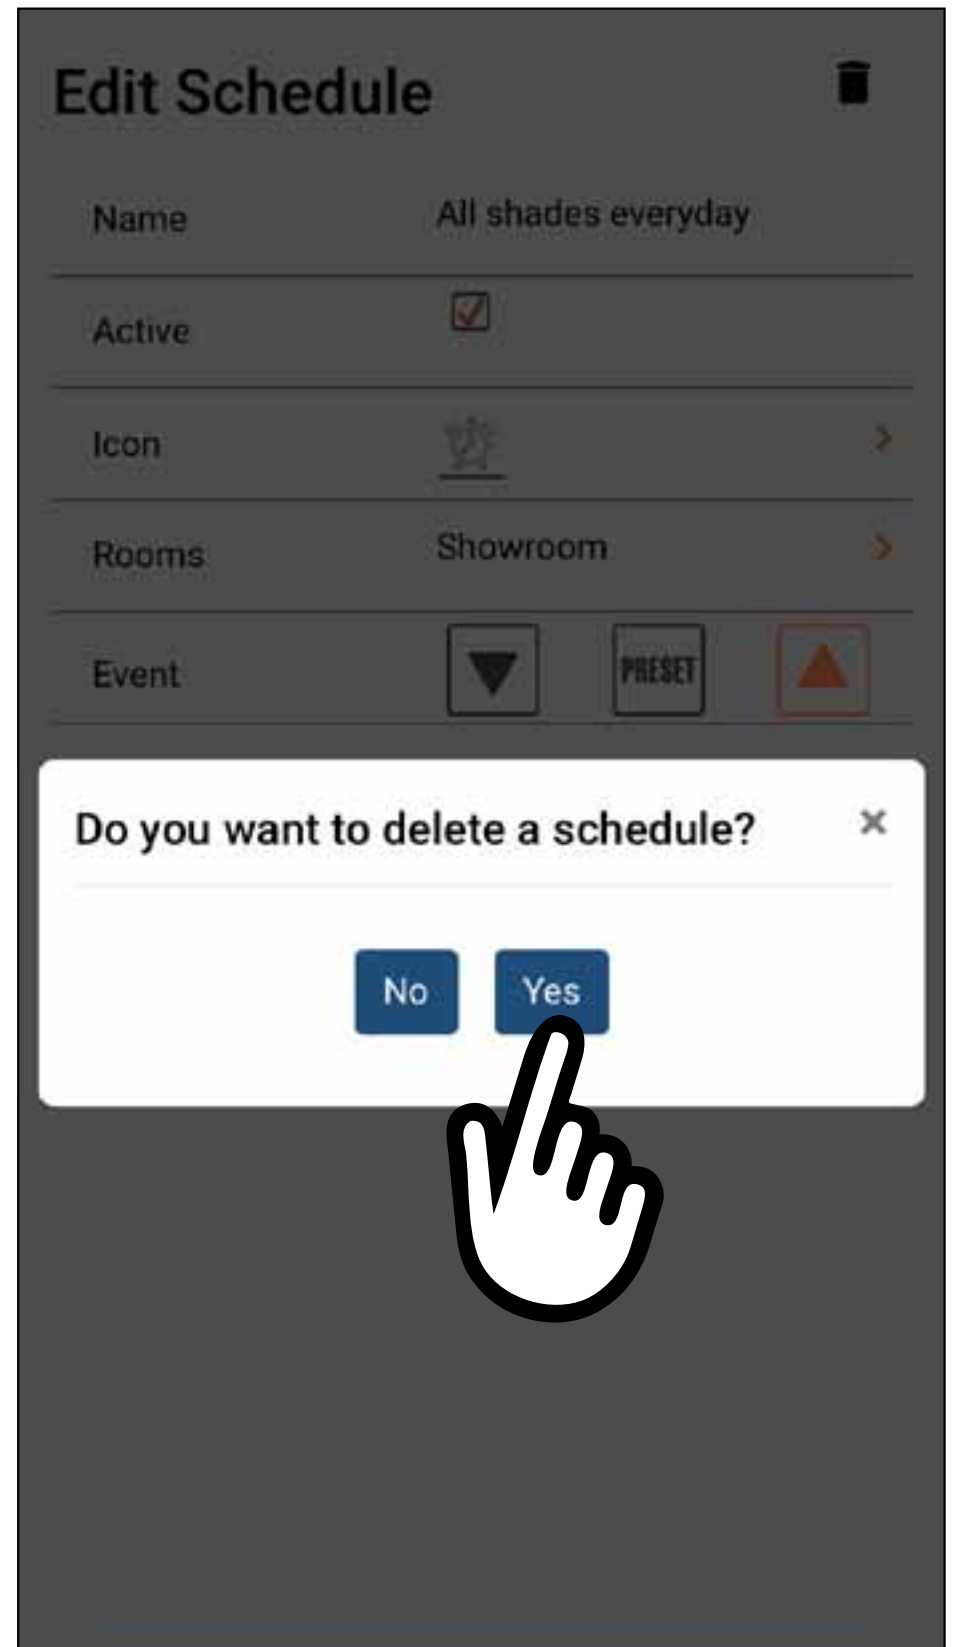 Edit Schedule
Name All shades everyday
Active
Icon
Rooms Showroom
Event PRESET
Do you want to delete a schedule? ×
No Yes